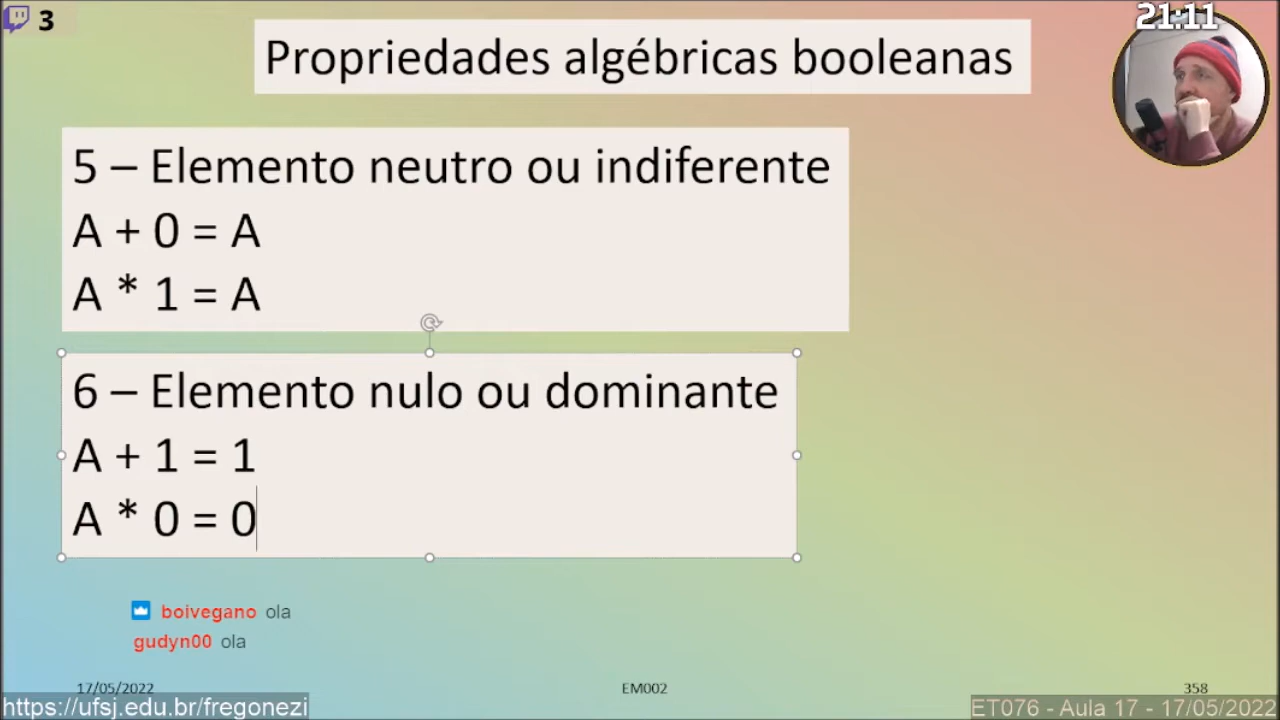 3
21:11
Propriedades algébricas booleanas
5 – Elemento neutro ou indiferente
A + 0 = A
A * 1 = A
6 – Elemento nulo ou dominante
A + 1 = 1
A * 0 = 0
boivegano ola
gudyn00 ola
17/05/2022
EM002
358
https://ufsj.edu.br/fregonezi
ET076 - Aula 17 - 17/05/2022